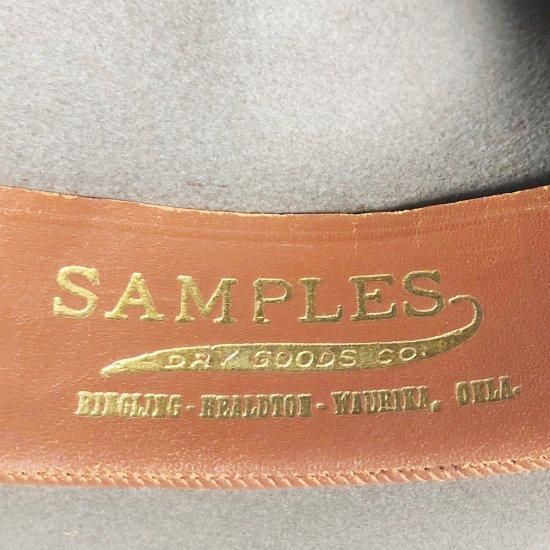 SAMPLES
DRY GOODS CO.
RINGLING - HEALDTON - WAURIKA, OKLA.